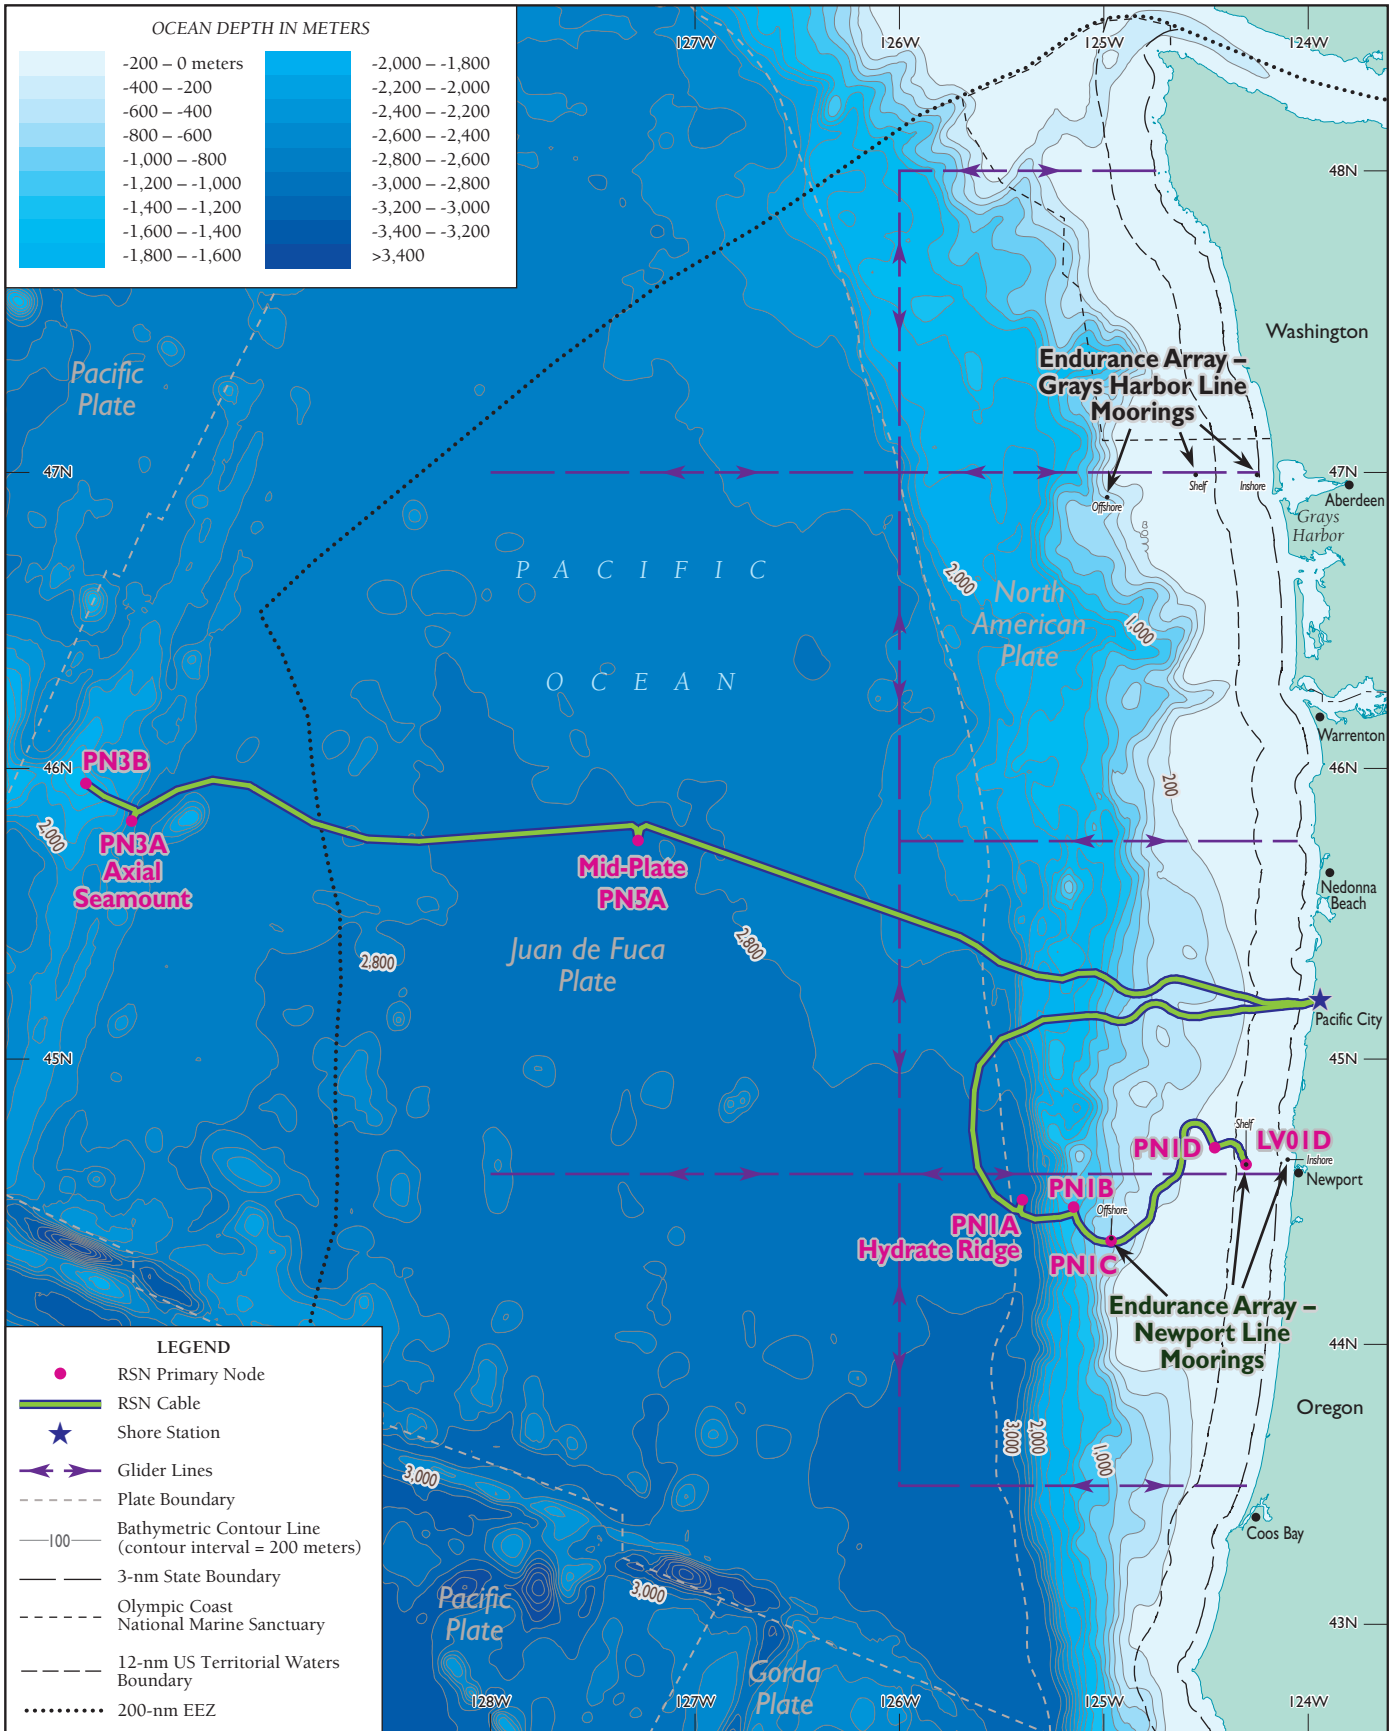 OCEAN DEPTH IN METERS
-200 – 0 meters
-400 – -200
-600 – -400
-800 – -600
-1,000 – -800
-1,200 – -1,000
-1,400 – -1,200
-1,600 – -1,400
-1,800 – -1,600
-2,000 – -1,800
-2,200 – -2,000
-2,400 – -2,200
-2,600 – -2,400
-2,800 – -2,600
-3,000 – -2,800
-3,200 – -3,000
-3,400 – -3,200
>3,400
127W
126W
125W
124W
48N
Washington
Pacific
Plate
Endurance Array –
Grays Harbor Line
Moorings
47N
47N
Offshore
Shelf
Inshore
Aberdeen
Grays
Harbor
800
PACIFIC
OCEAN
2,000
North
American
Plate
1,000
Warrenton
46N
46N
200
PN3B
PN3A
Axial
Seamount
2,000
Mid-Plate
PN5A
Nedonna
Beach
Juan de Fuca
Plate
2,800
2,800
Pacific City
45N
45N
Shelf
PN1D
LV01D
Inshore
Newport
PN1B
Offshore
PN1A
Hydrate Ridge
PN1C
Endurance Array –
Newport Line
Moorings
44N
Oregon
3,000
2,000
1,000
3,000
Coos Bay
3,000
Pacific
Plate
43N
Gorda
Plate
128W
127W
126W
125W
124W
LEGEND
RSN Primary Node
RSN Cable
Shore Station
Glider Lines
Plate Boundary
100
Bathymetric Contour Line
(contour interval = 200 meters)
3-nm State Boundary
Olympic Coast
National Marine Sanctuary
12-nm US Territorial Waters
Boundary
200-nm EEZ